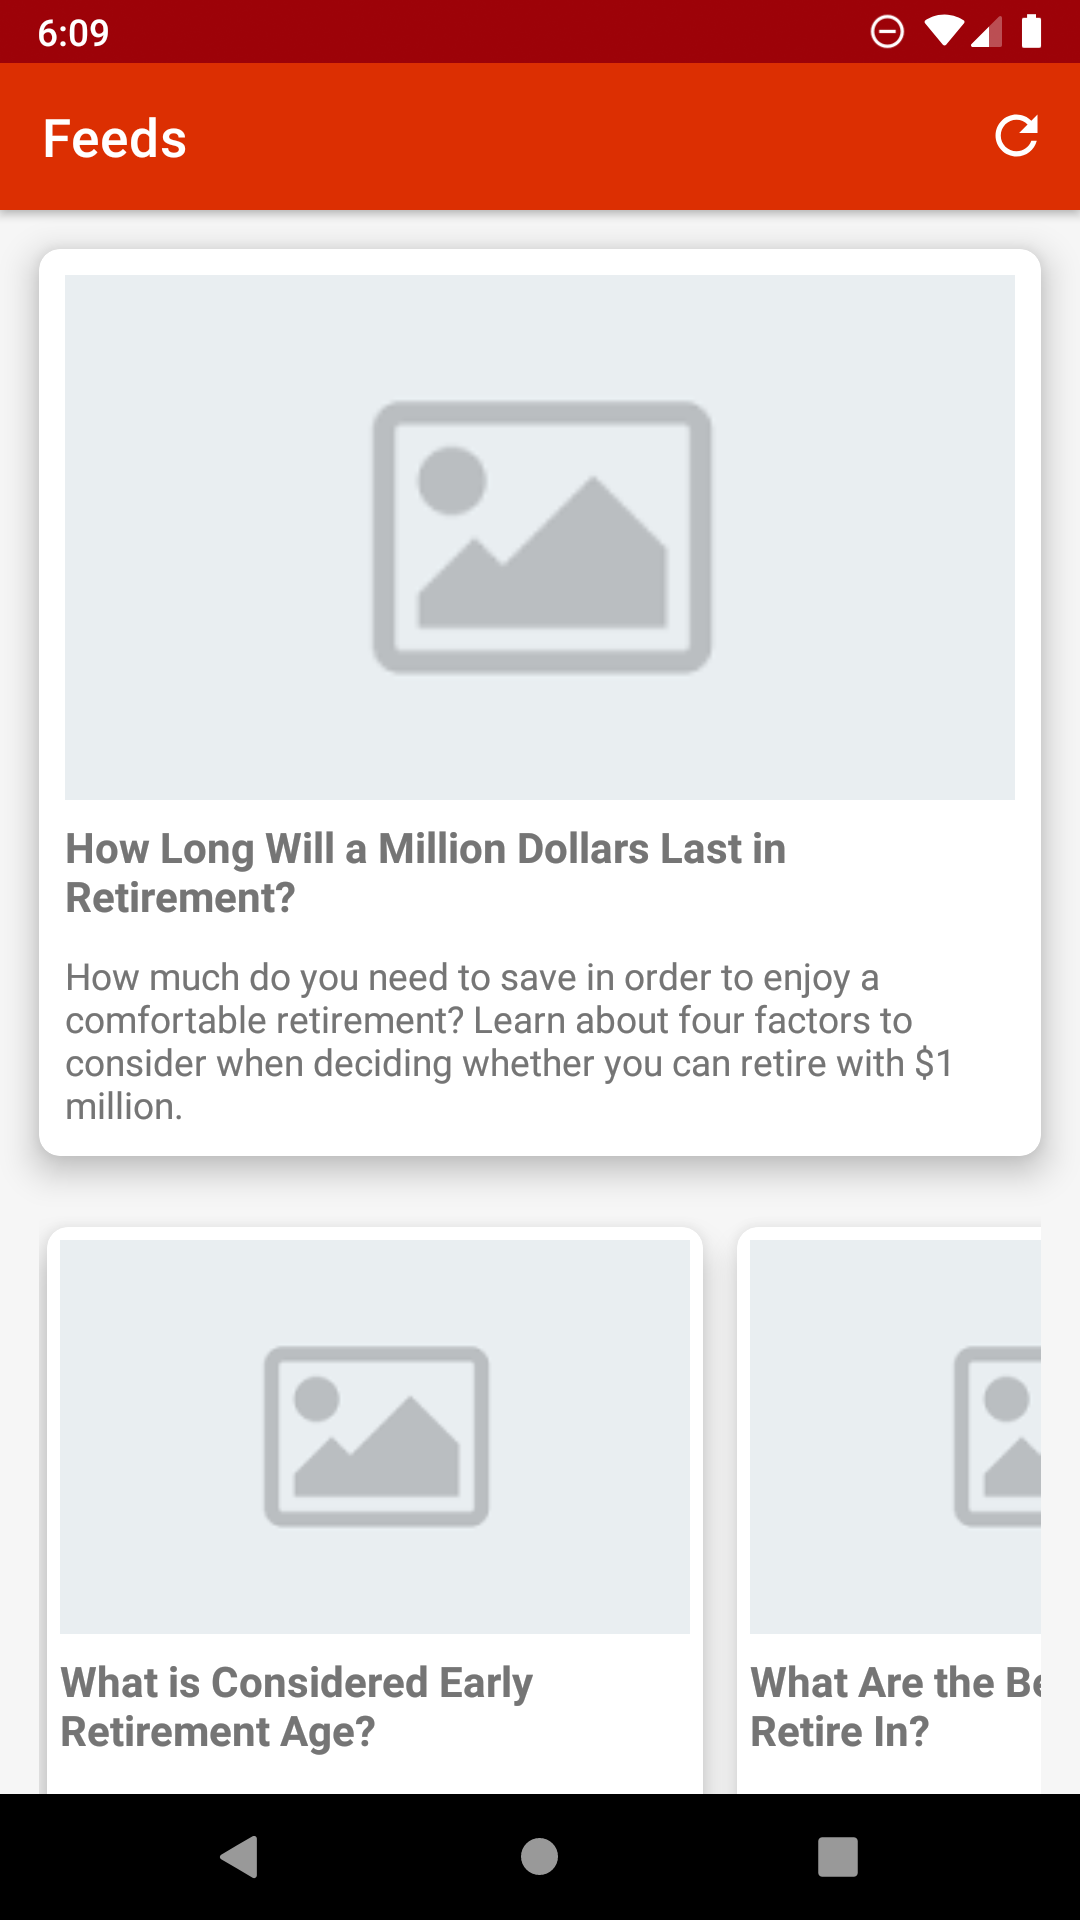 6:09
Feeds
How Long Will a Million Dollars Last in
Retirement?
How much do you need to save in order to enjoy a
comfortable retirement? Learn about four factors to
consider when deciding whether you can retire with $1
million.
What is Considered Early
Retirement Age?
What Are the
Retire In?